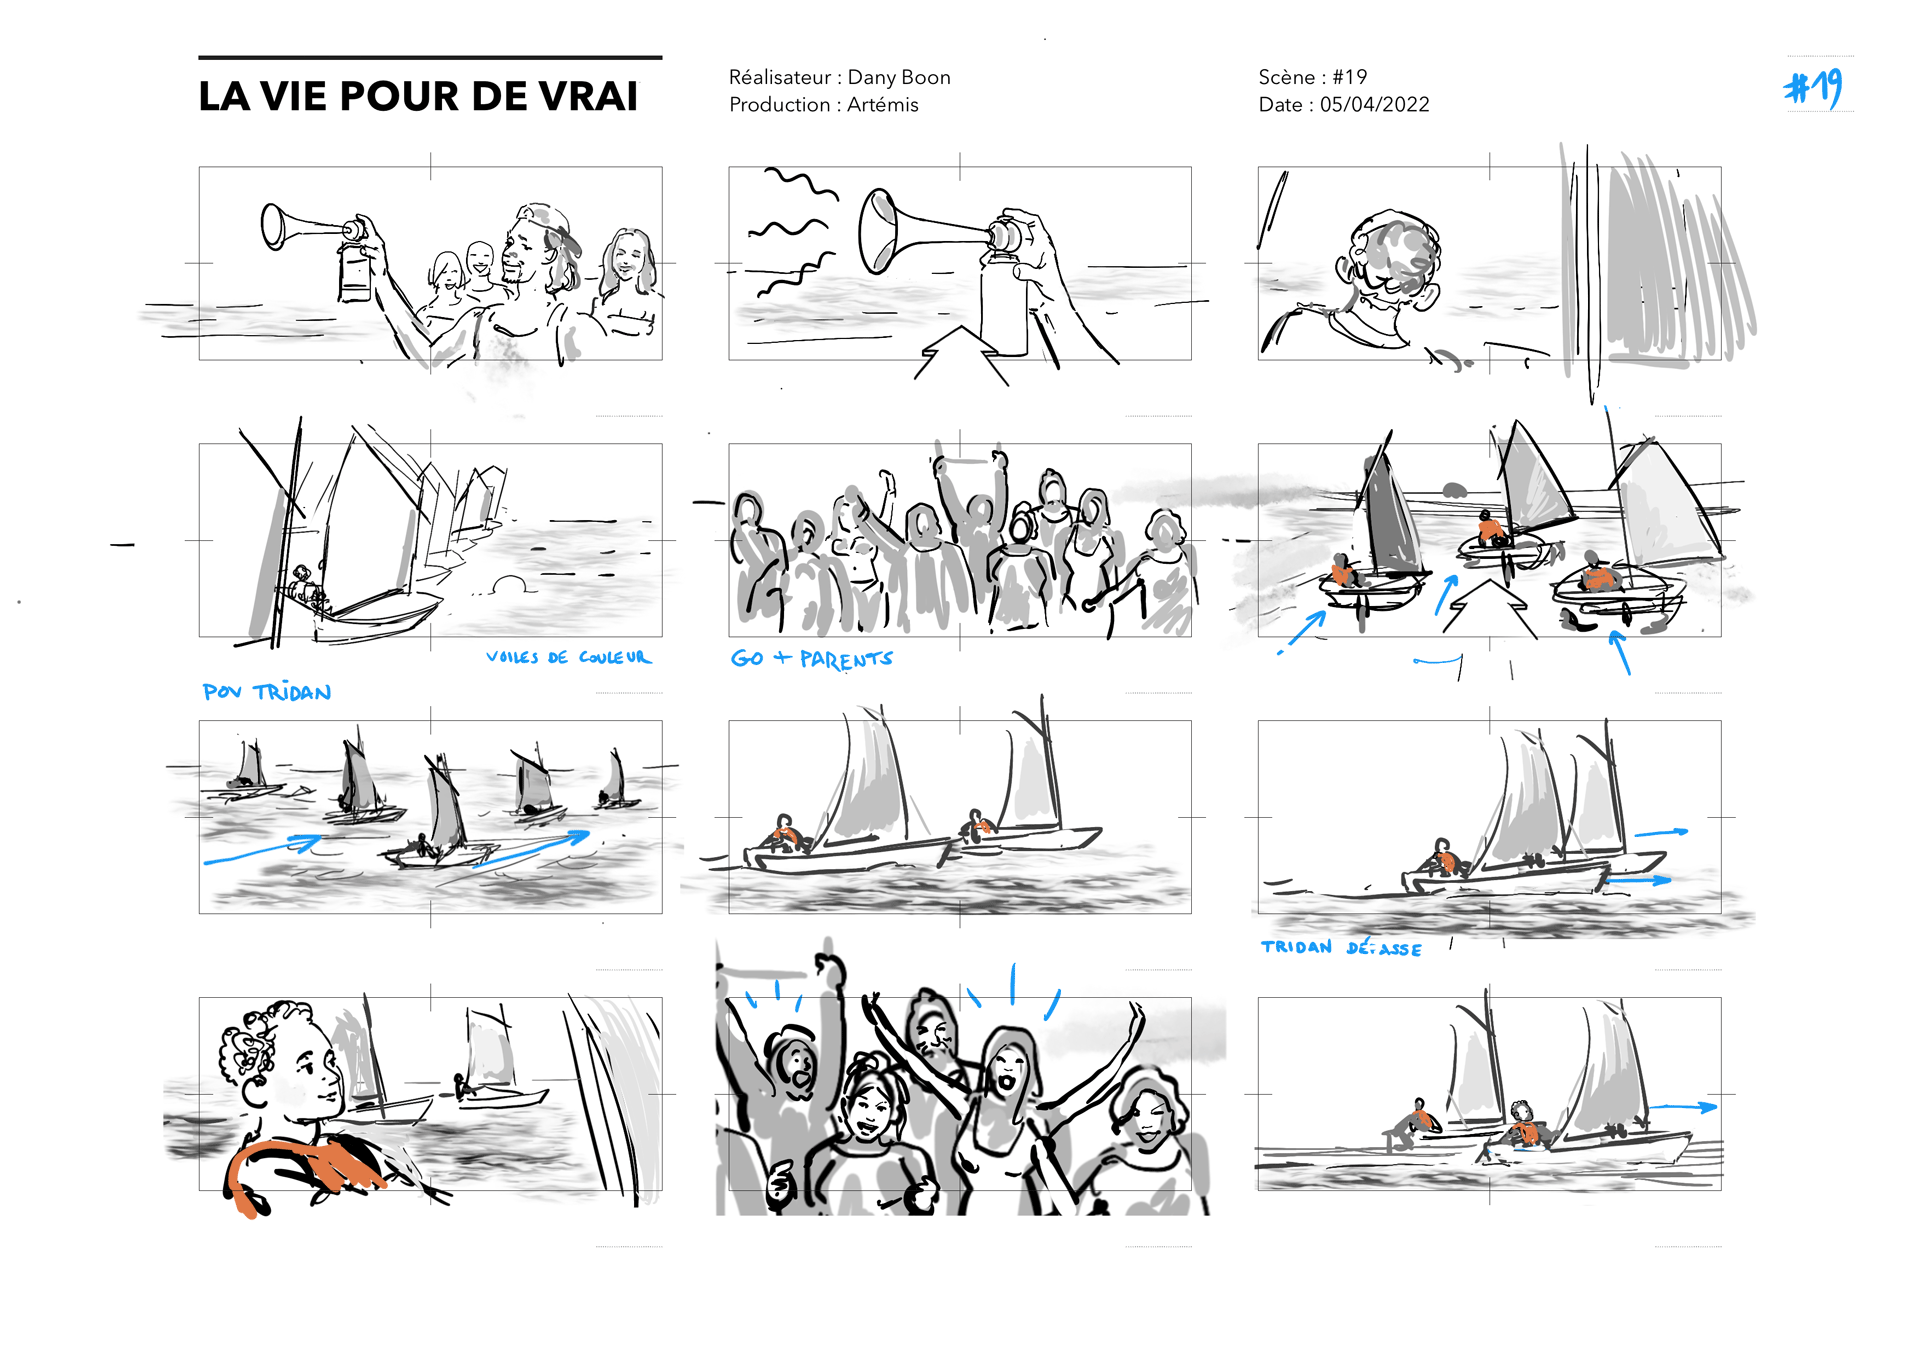 LA VIE POUR DE VRAI
Réalisateur : Dany Boon
Production : Artémis
Scène : #19
Date : 05/04/2022
#19
VOILES DE COULEUR
GO + PARENTS
POV TRIDAN
TRIDAN DÉPASSE